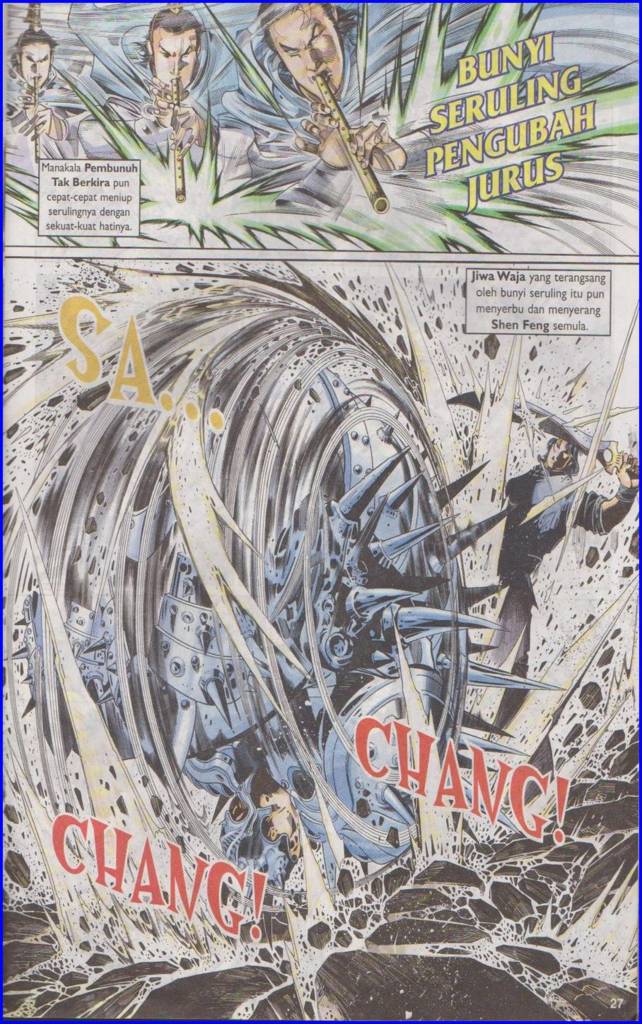 BUNYI
SERULING
PENGUBAH
JURUS
Manakala Pembunuh
Tak Berkira pun
cepat-cepat meniup
serulingnya dengan
sekuat-kuat hatinya.
Jiwa Waja yang terangsang
oleh bunyi seruling itu pun
menyerbu dan menyerang
Shen Feng semula.
SA...
CHANG!
CHANG!
27